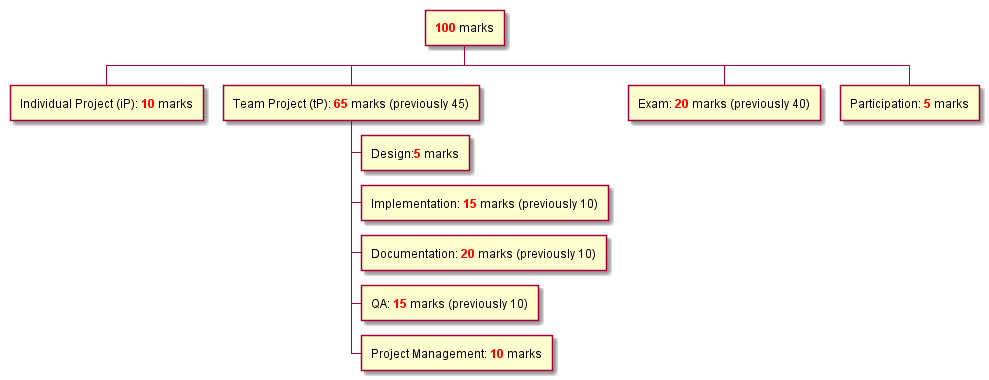 100 marks
Individual Project (iP): 10 marks
Team Project (tP): 65 marks (previously 45)
Exam: 20 marks (previously 40)
Participation: 5 marks
Design:5 marks
Implementation: 15 marks (previously 10)
Documentation: 20 marks (previously 10)
QA: 15 marks (previously 10)
Project Management: 10 marks